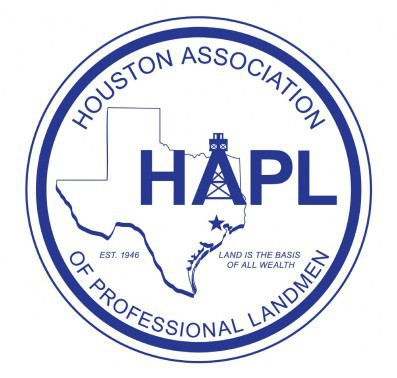 HOUSTON ASSOCIATION
HAPL
EST. 1946
LAND IS THE BASIS
OF ALL WEALTH
OF PROFESSIONAL LANDMEN